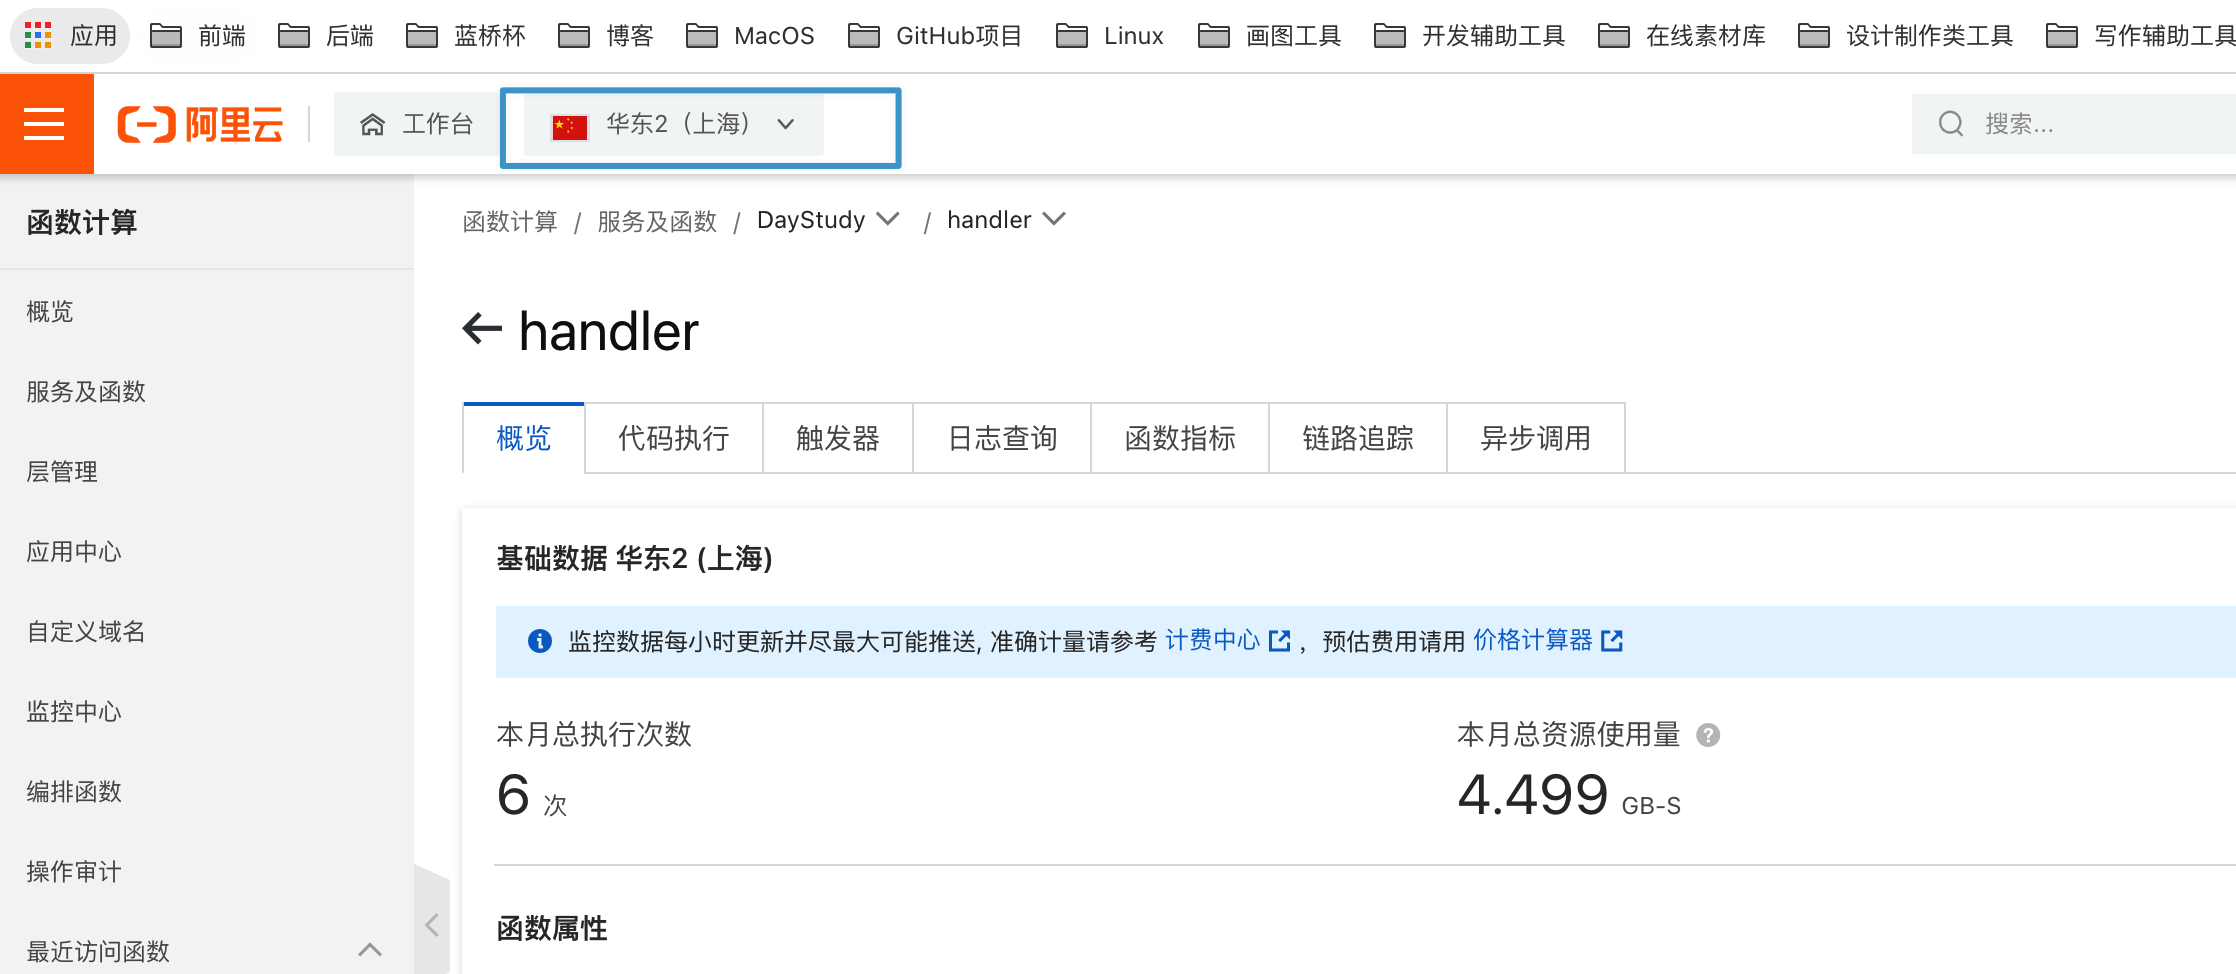 应用 前端 后端 蓝桥杯 博客 MacOS GitHub项目 Linux 画图工具 开发辅助工具 在线素材库 设计制作类工具 写作辅助工具
阿里云 工作台 华东2（上海） 搜索...
函数计算
概览
服务及函数
层管理
应用中心
自定义域名
监控中心
编排函数
操作审计
最近访问函数
函数计算 / 服务及函数 / DayStudy / handler
handler
概览 代码执行 触发器 日志查询 函数指标 链路追踪 异步调用
基础数据 华东2 (上海)
监控数据每小时更新并尽最大可能推送, 准确计量请参考 计费中心 ，预估费用请用 价格计算器
本月总执行次数 本月总资源使用量
6 次 4.499 GB-S
函数属性